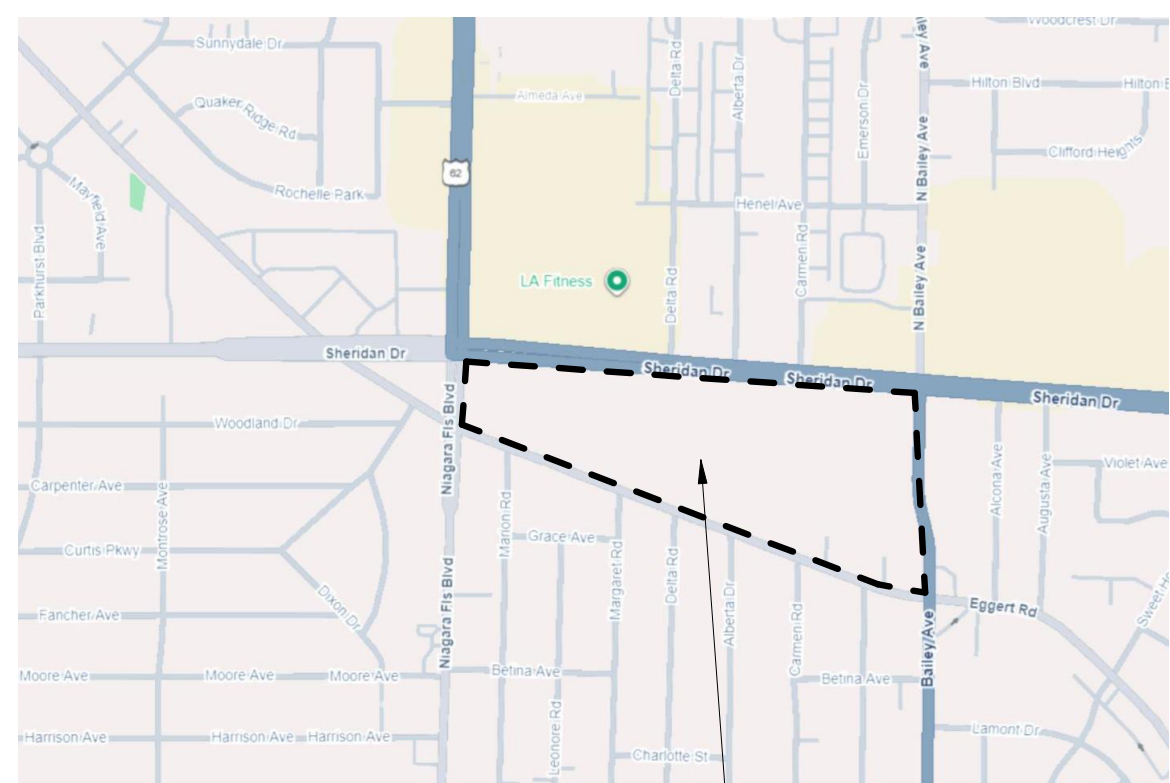 Woodcrest Dr
Sunnydale Dr
Delta Rd
Alberta Dr
ley Ave
Hilton Blvd
Hilton B
Almeda Ave
Quaker Ridge Rd
Emerson Dr
N Bailey Ave
Clifford Heights
62
Mayfield Ave
Rochelle Park
Henel Ave
Parkhurst Blvd
LA Fitness
Delta Rd
Carmen Rd
N Bailey Ave
Sheridan Dr
Sheridan Dr
Sheridan Dr
Sheridan Dr
Niagara Fls Blvd
Woodland Dr
Carpenter Ave
Montrose Ave
Marion Rd
Alcona Ave
Augusta Ave
Violet Ave
Curtis Pkwy
Grace Ave
Margaret Rd
Delta Rd
Alberta Dr
Carmen Rd
Dixon Dr
Fancher Ave
Niagara Fls Blvd
Eggert Rd
Sweet H
Bailey Ave
Moore Ave
Moore Ave
Moore Ave
Betina Ave
Betina Ave
Leonore Rd
Harrison Ave
Harrison Ave
Harrison Ave
Charlotte St
Lamont Dr